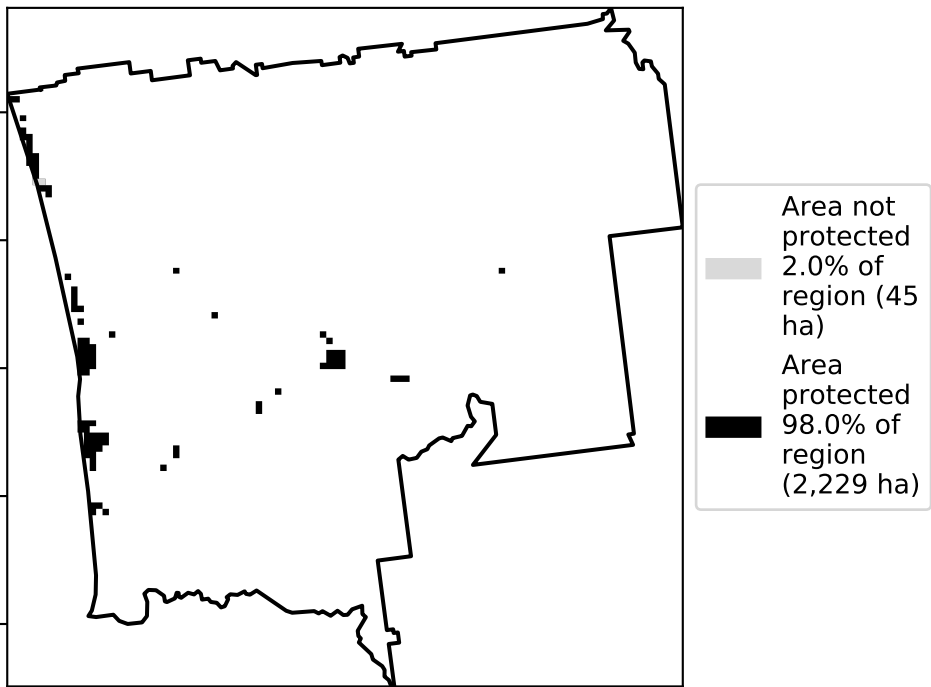 Area not
protected
2.0% of
region (45
ha)
Area
protected
98.0% of
region
(2,229 ha)